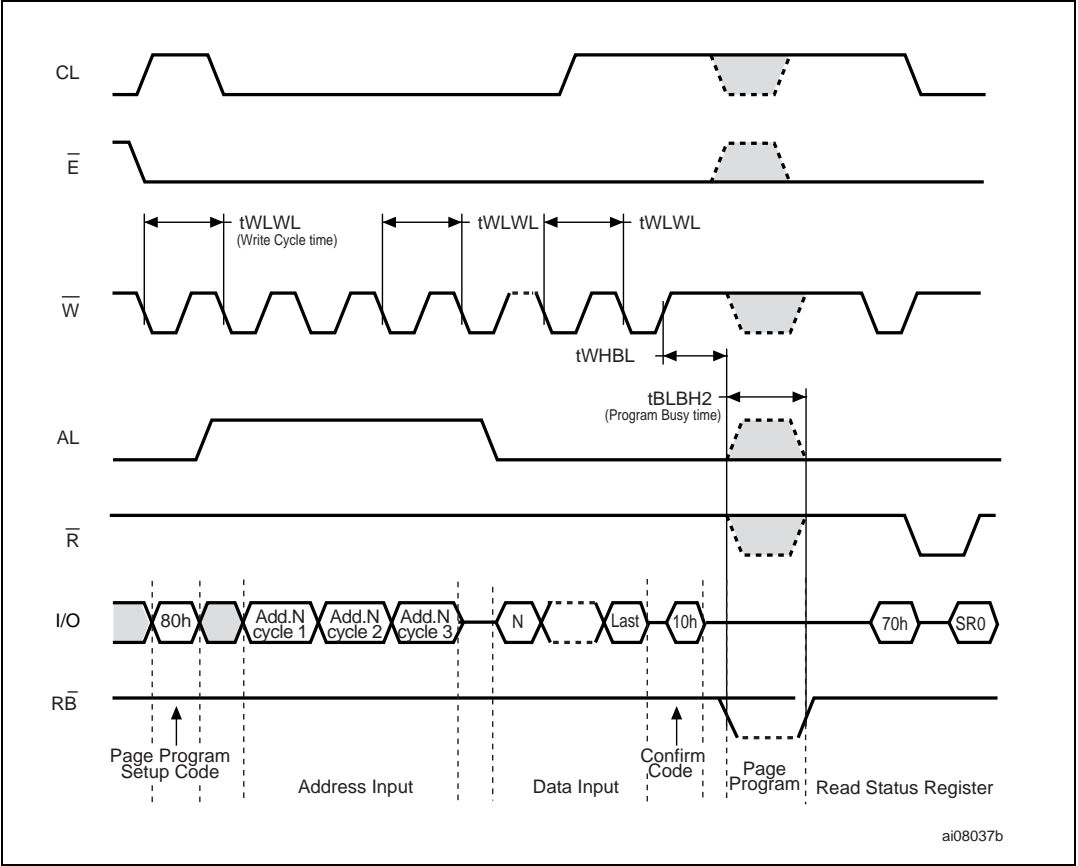 CL
E̅
tWLWL
(Write Cycle time)
tWLWL
tWLWL
W̅
tWHBL
tBLBH2
(Program Busy time)
AL
R̅
I/O
80h
Add.N
cycle 1
Add.N
cycle 2
Add.N
cycle 3
N
Last
10h
70h
SR0
RB̅
Page Program
Setup Code
Address Input
Data Input
Confirm
Code
Page
Program
Read Status Register
ai08037b